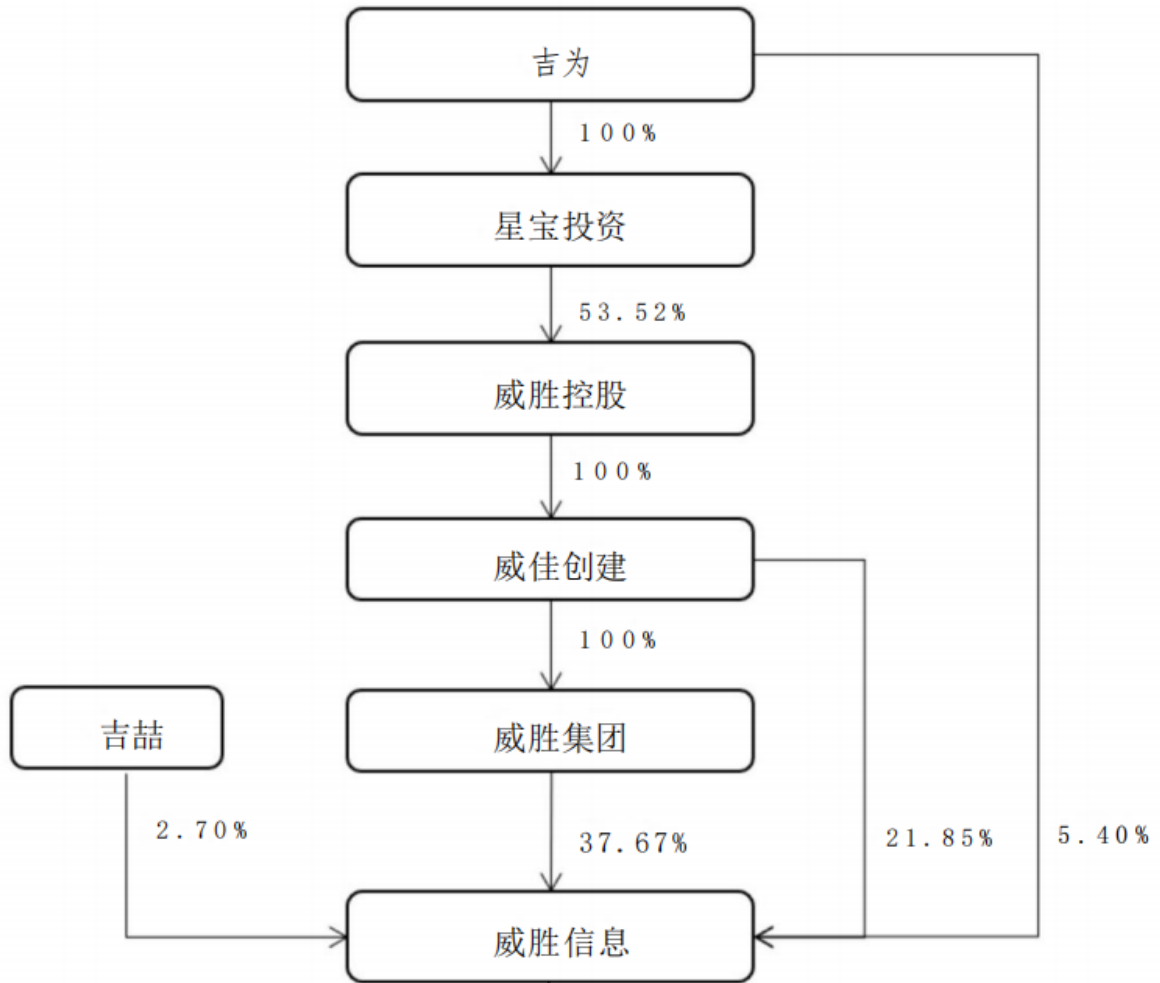 吉为
100%
星宝投资
53.52%
威胜控股
100%
威佳创建
100%
吉喆
威胜集团
2.70%
37.67%
21.85%
5.40%
威胜信息